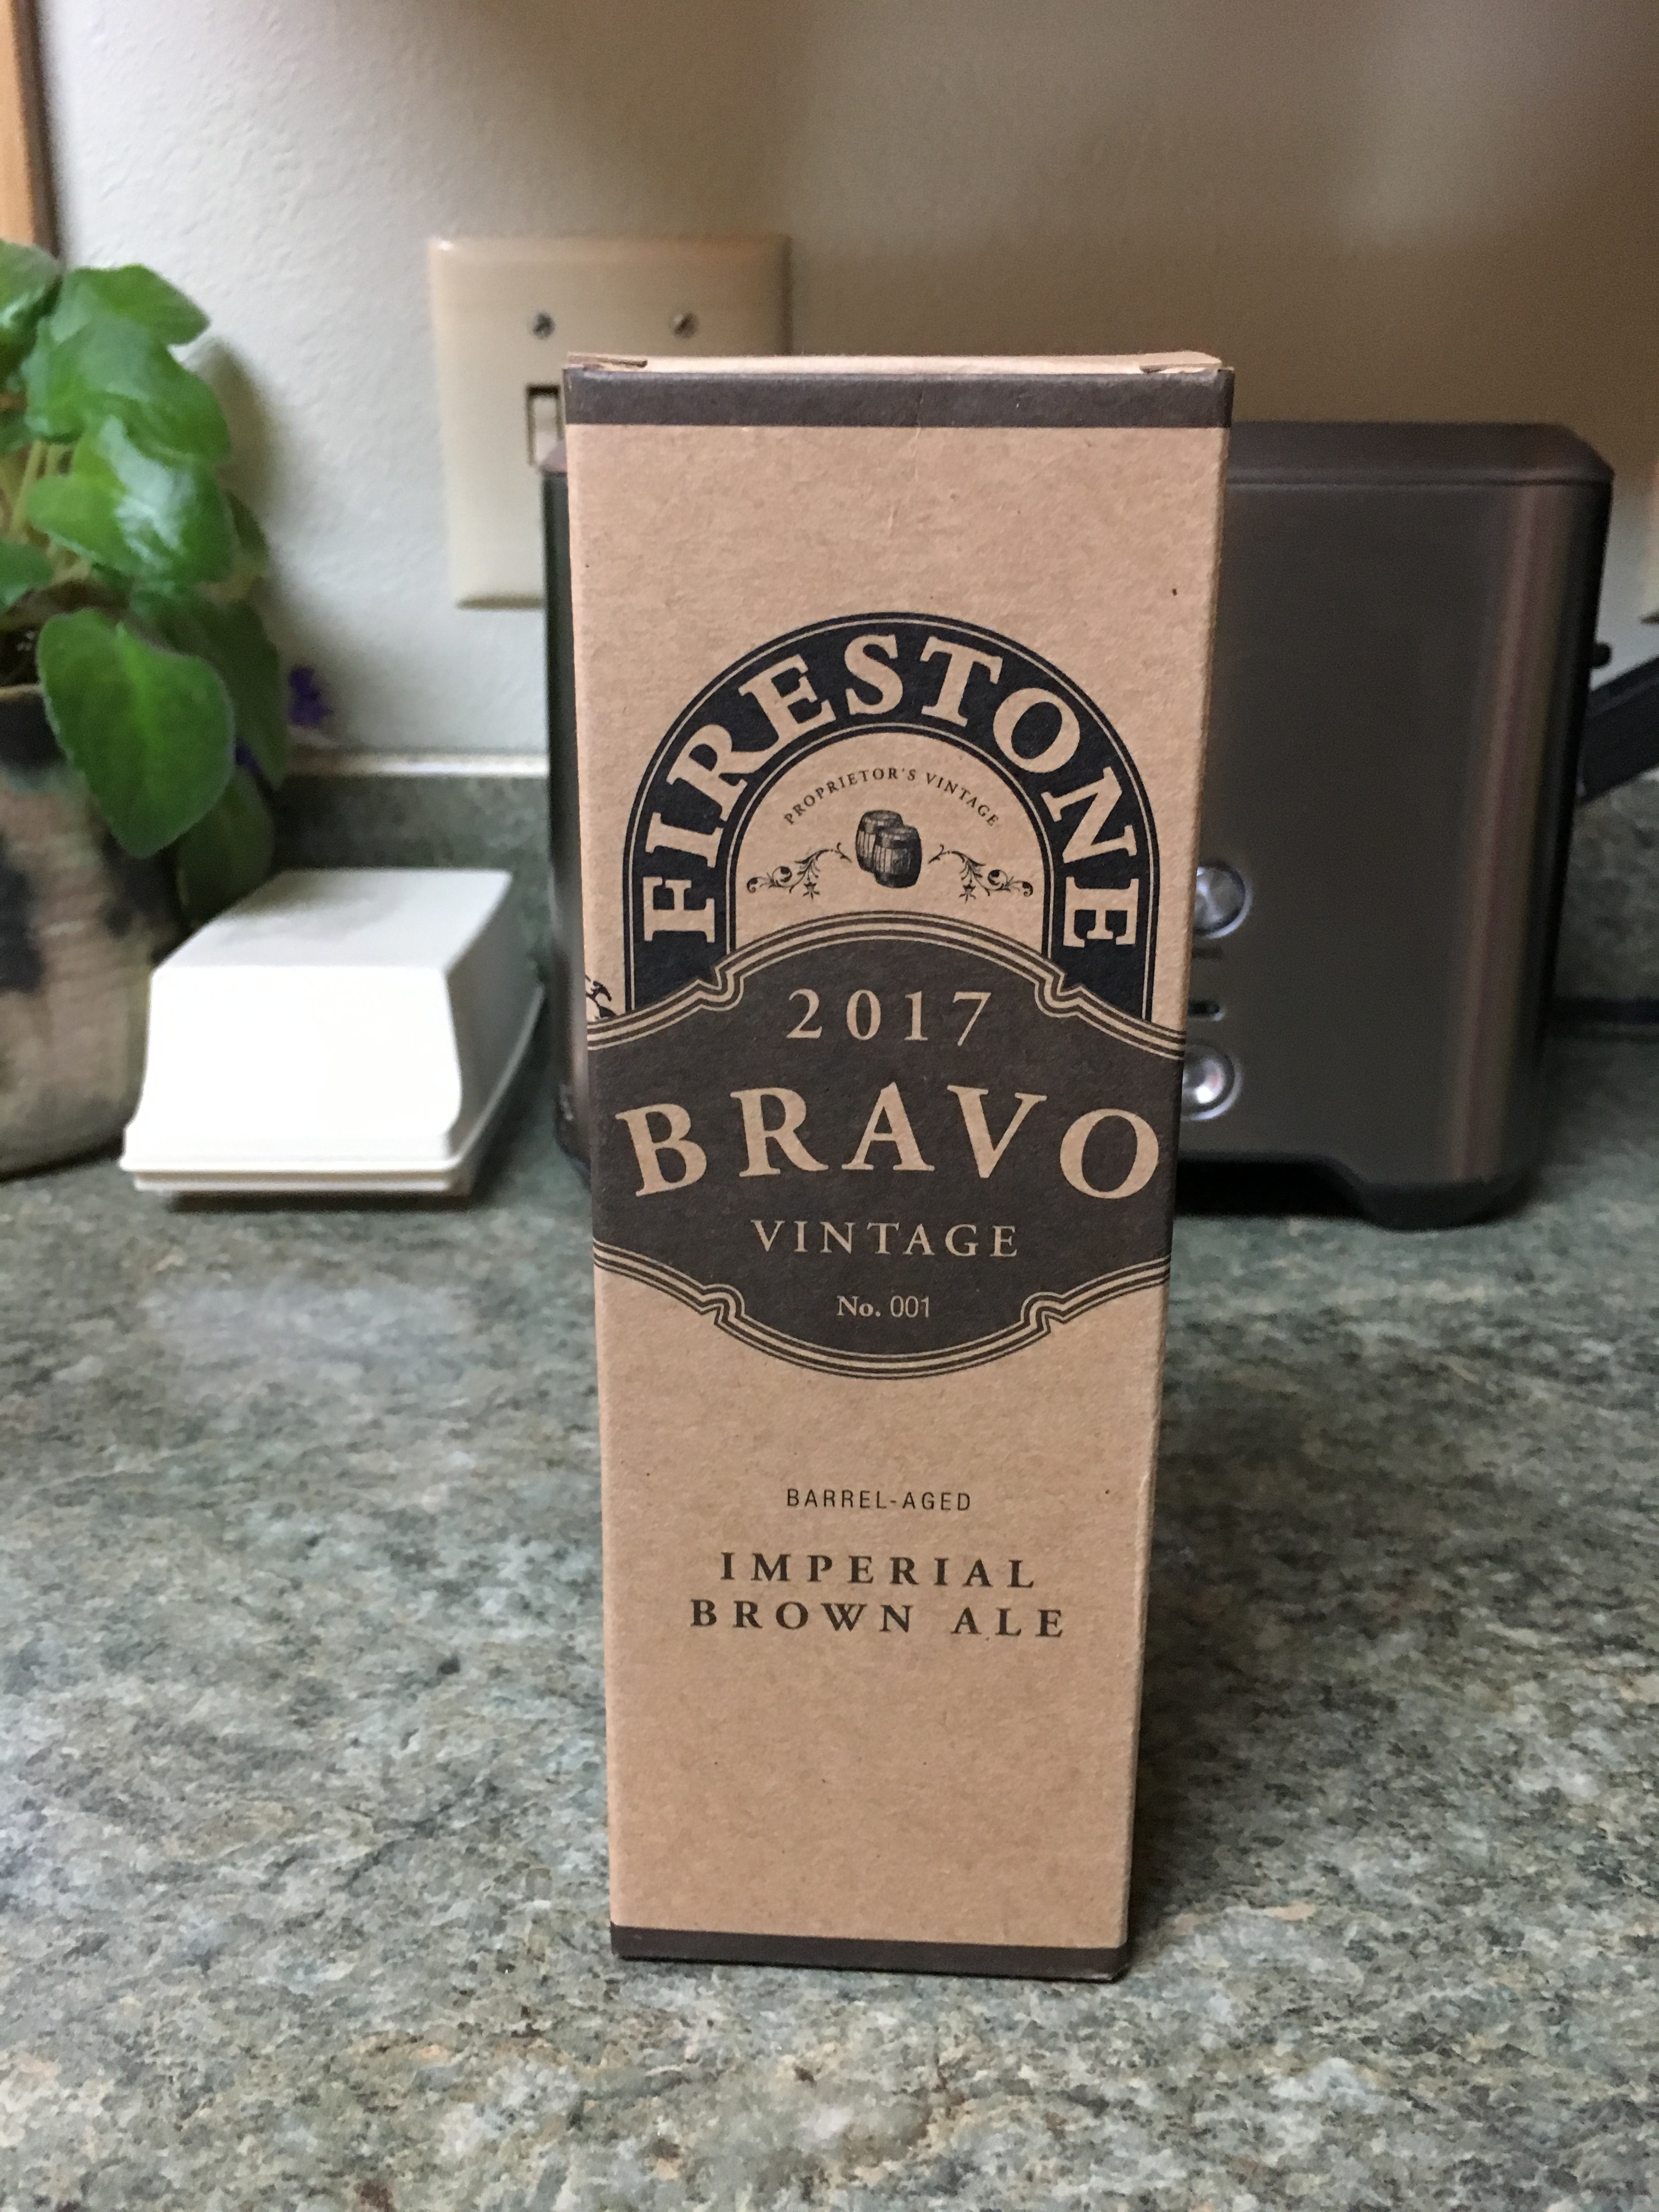 FIRESTONE
PROPRIETOR'S VINTAGE
2017
BRAVO
VINTAGE
No. 001
BARREL-AGED
IMPERIAL
BROWN ALE